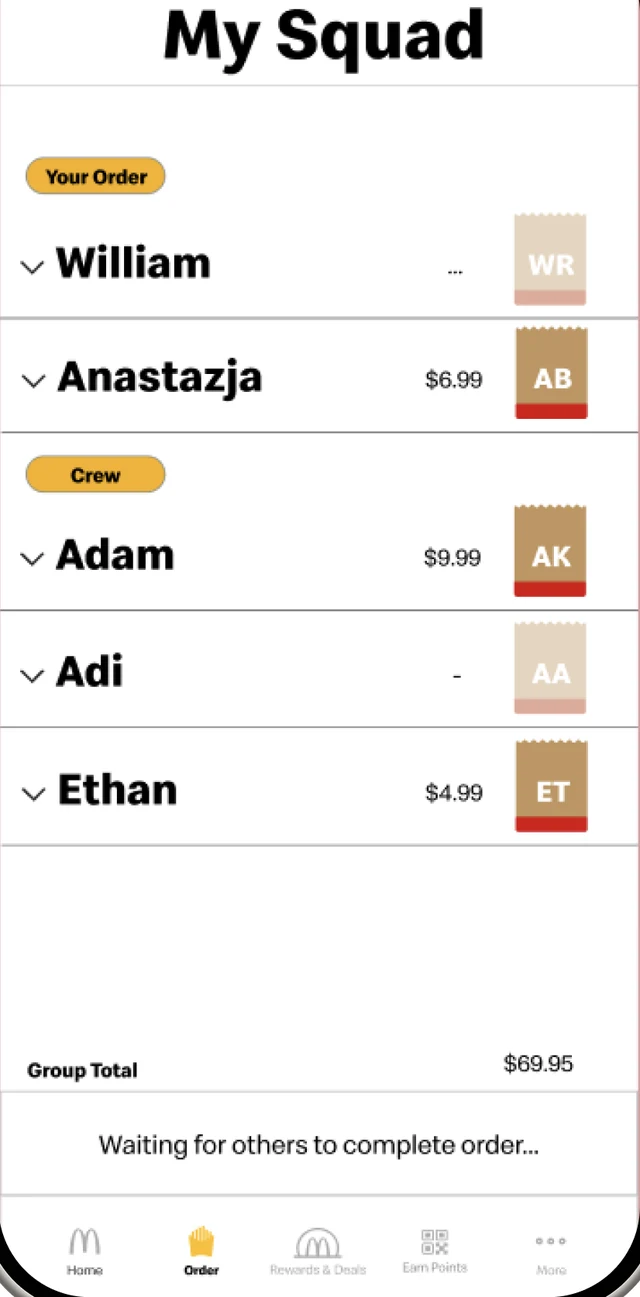 My Squad
Your Order
William ... WR
Anastazja $6.99 AB
Crew
Adam $9.99 AK
Adi - AA
Ethan $4.99 ET
Group Total $69.95
Waiting for others to complete order...
Home Order Rewards & Deals Earn Points More